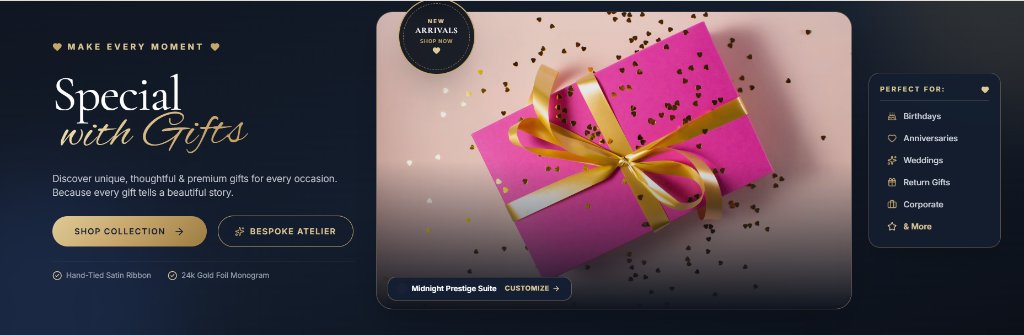 MAKE EVERY MOMENT
Special
with Gifts
Discover unique, thoughtful & premium gifts for every occasion.
Because every gift tells a beautiful story.
SHOP COLLECTION →
BESPOKE ATELIER
Hand-Tied Satin Ribbon
24k Gold Foil Monogram
NEW
ARRIVALS
SHOP NOW
Midnight Prestige Suite CUSTOMIZE →
PERFECT FOR:
Birthdays
Anniversaries
Weddings
Return Gifts
Corporate
& More